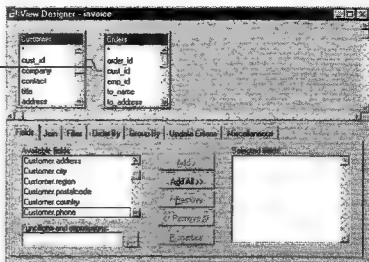 View Designer - invoice
Customer
*
cust_id
company
contact
title
address
Orders
*
order_id
cust_id
emp_id
to_name
to_address
Fields
Join
Filter
Order By
Group By
Update Criteria
Miscellaneous
Available fields:
Selected fields:
Customer.address
Customer.city
Customer.region
Customer.postalcode
Customer.country
Customer.phone
Functions and expressions:
Add >
Add All >>
< Remove